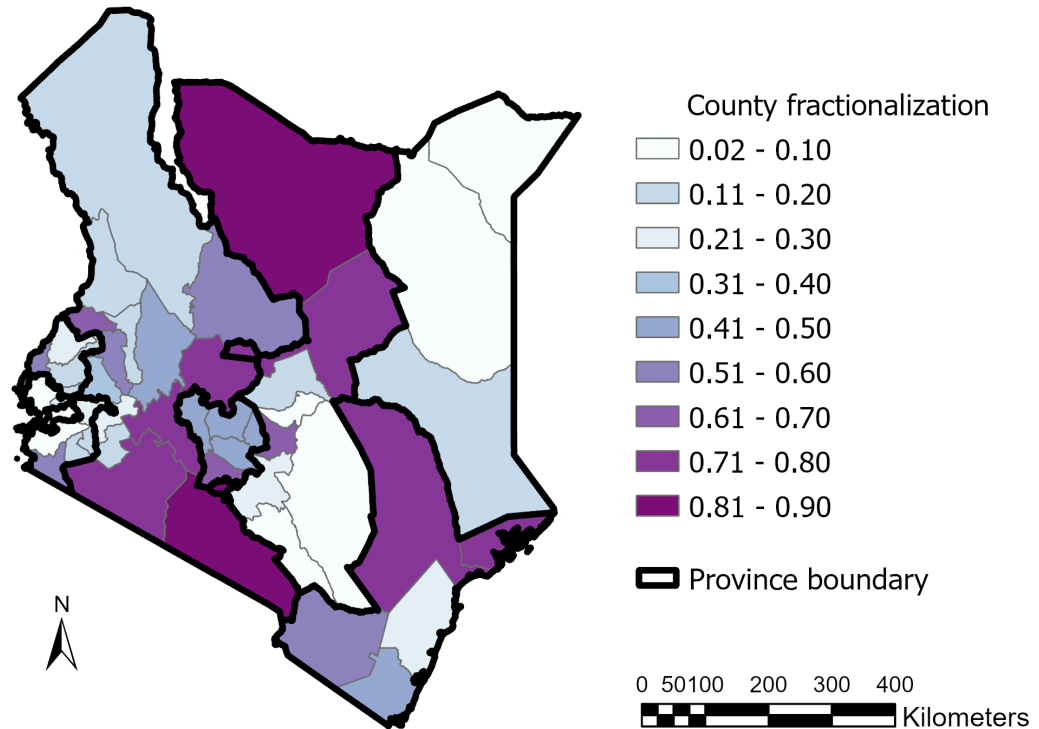 County fractionalization
0.02 - 0.10
0.11 - 0.20
0.21 - 0.30
0.31 - 0.40
0.41 - 0.50
0.51 - 0.60
0.61 - 0.70
0.71 - 0.80
0.81 - 0.90
Province boundary
N
0 50 100 200 300 400
Kilometers